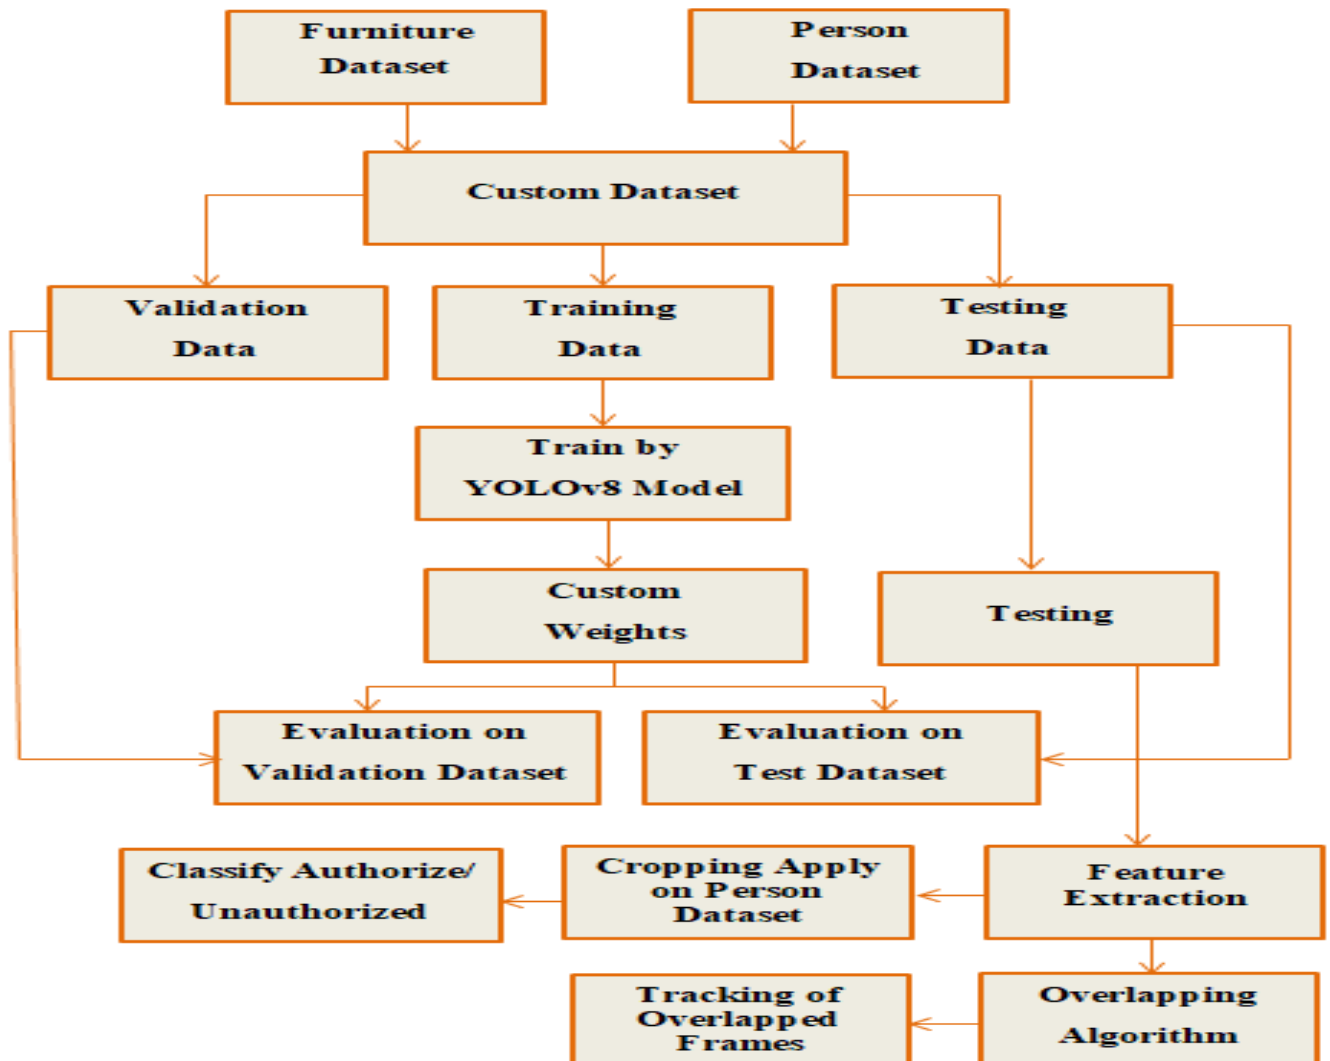 Furniture
Dataset
Person
Dataset
Custom Dataset
Validation
Data
Training
Data
Testing
Data
Train by
YOLOv8 Model
Custom
Weights
Testing
Evaluation on
Validation Dataset
Evaluation on
Test Dataset
Classify Authorize/
Unauthorized
Cropping Apply
on Person
Dataset
Feature
Extraction
Tracking of
Overlapped
Frames
Overlapping
Algorithm